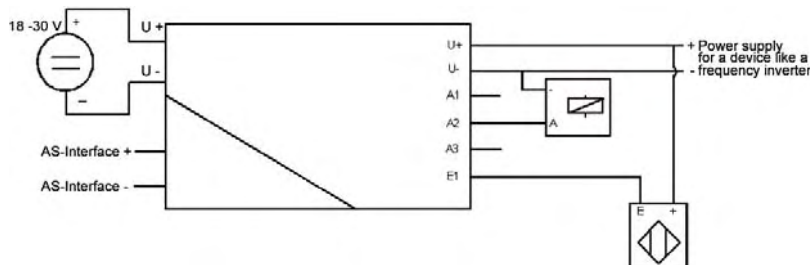 18 -30 V
+
U +
U -
–
AS-Interface +
AS-Interface -
U+
U-
A1
A2
A3
E1
-
A
+ Power supply
for a device like a
- frequency inverter
E +